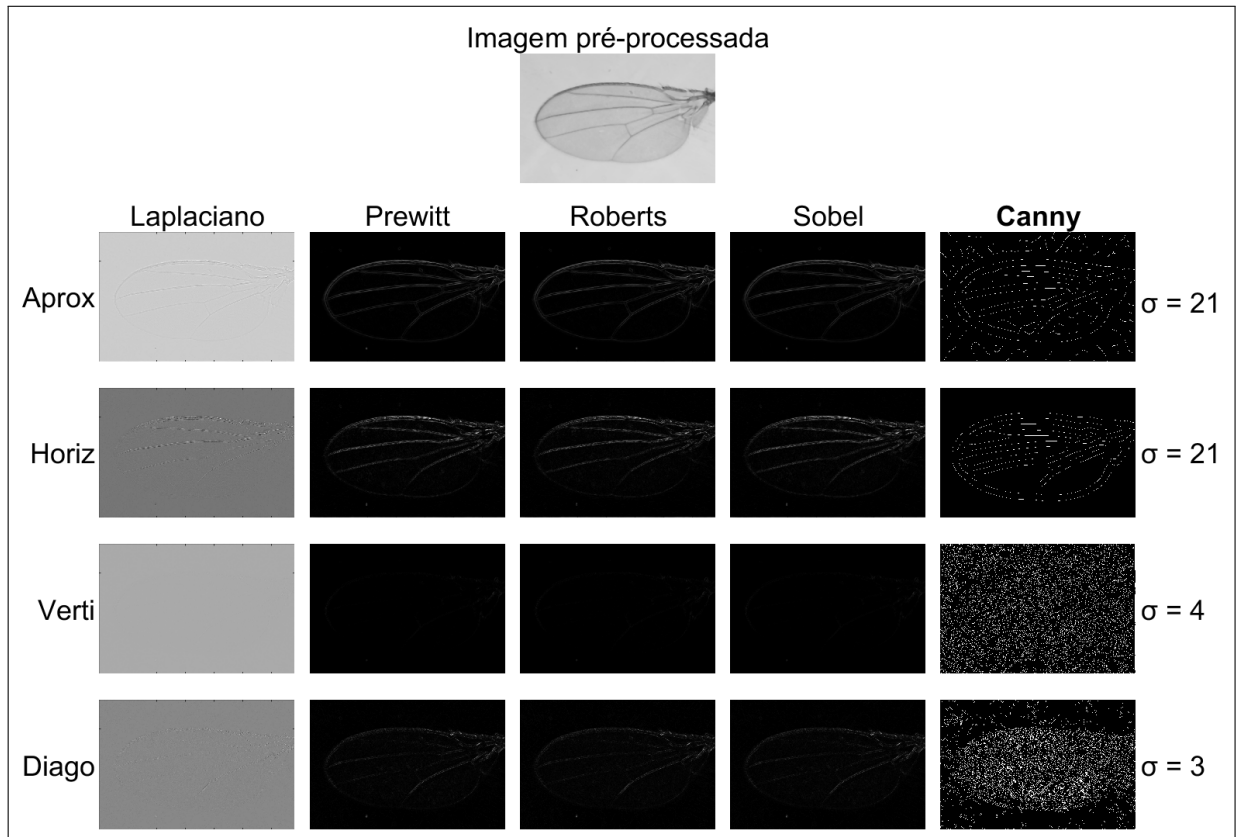 Imagem pré-processada
Laplaciano Prewitt Roberts Sobel Canny
Aprox σ = 21
Horiz σ = 21
Verti σ = 4
Diago σ = 3